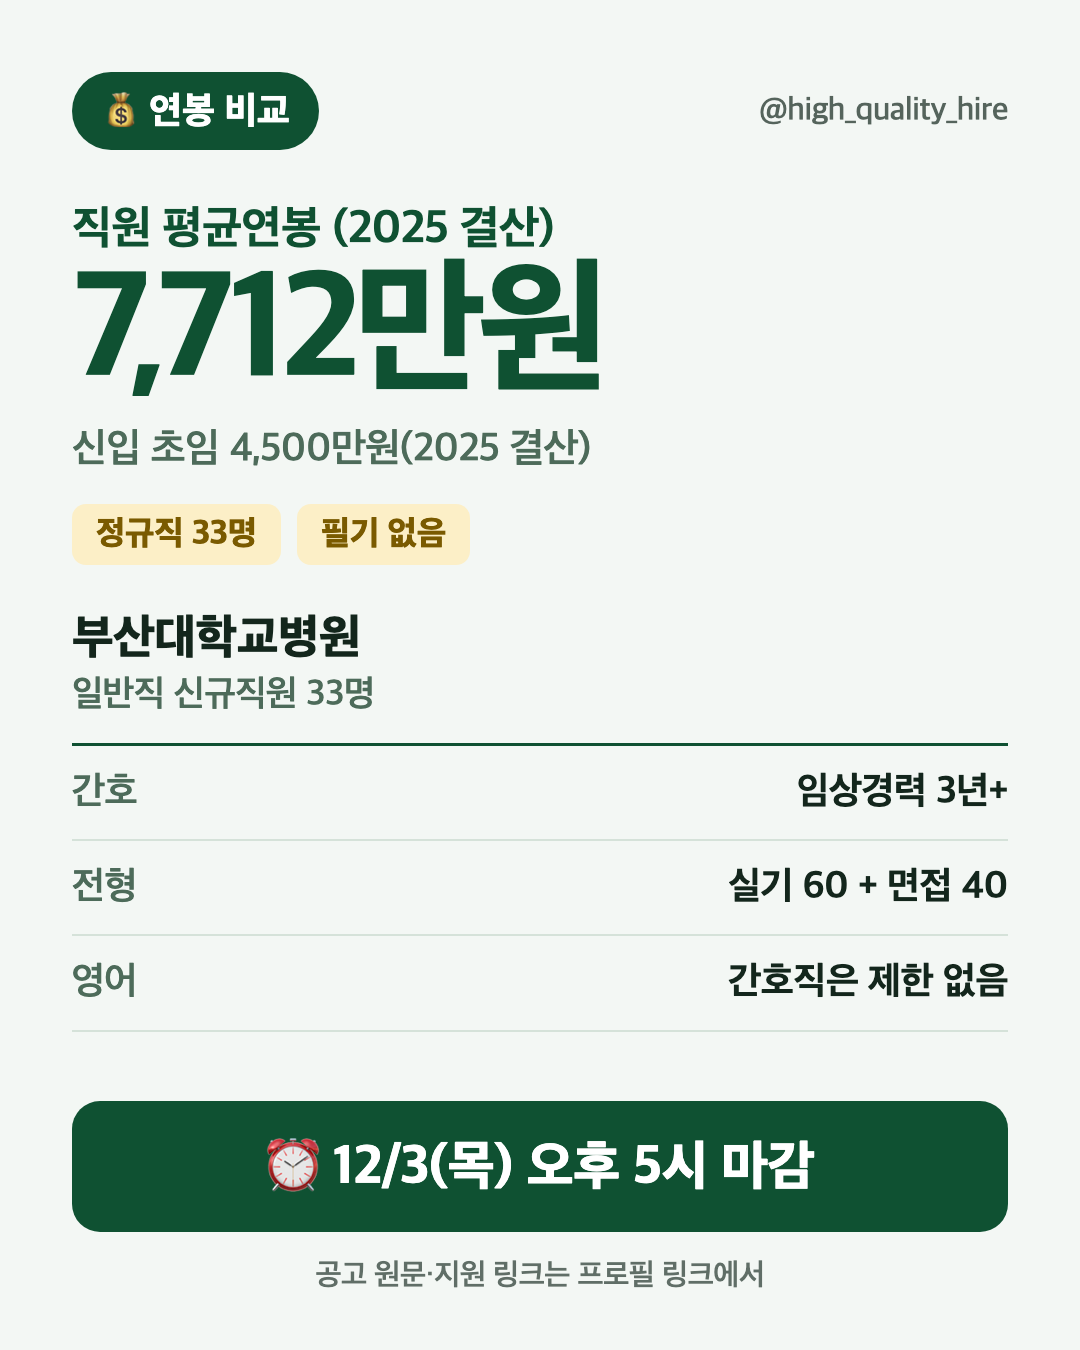 💰 연봉 비교
@high_quality_hire
직원 평균연봉 (2025 결산)
7,712만원
신입 초임 4,500만원(2025 결산)
정규직 33명
필기 없음
부산대학교병원
일반직 신규직원 33명
간호 임상경력 3년+
전형 실기 60 + 면접 40
영어 간호직은 제한 없음
⏰ 12/3(목) 오후 5시 마감
공고 원문·지원 링크는 프로필 링크에서